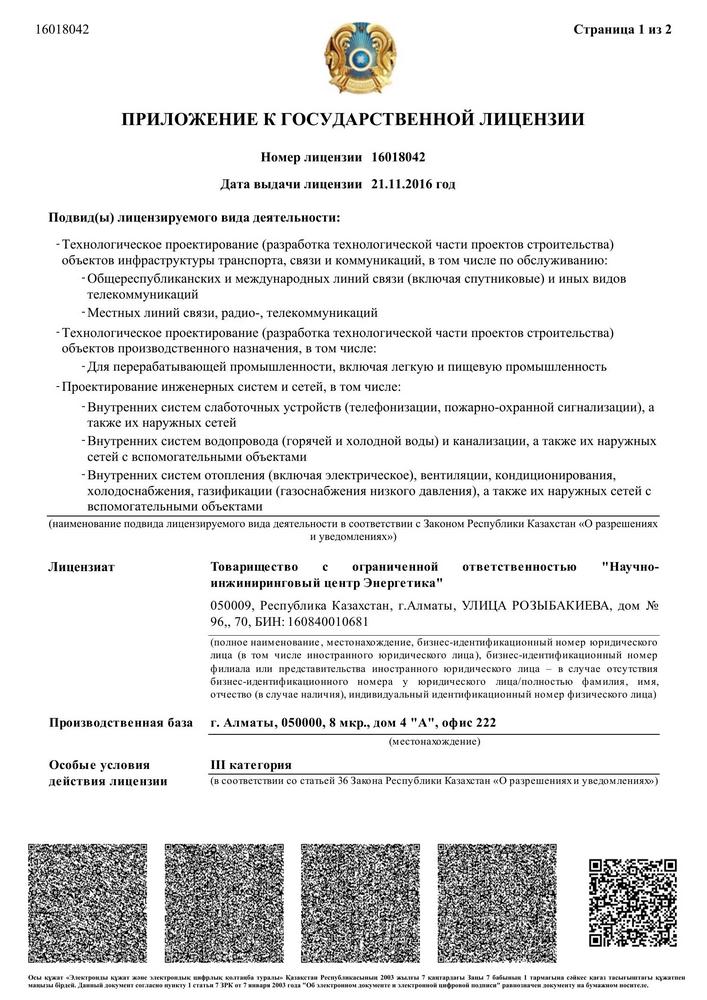 16018042
Страница 1 из 2
ПРИЛОЖЕНИЕ К ГОСУДАРСТВЕННОЙ ЛИЦЕНЗИИ
Номер лицензии 16018042
Дата выдачи лицензии 21.11.2016 год
Подвид(ы) лицензируемого вида деятельности:
- Технологическое проектирование (разработка технологической части проектов строительства)
объектов инфраструктуры транспорта, связи и коммуникаций, в том числе по обслуживанию:
- Общереспубликанских и международных линий связи (включая спутниковые) и иных видов
телекоммуникаций
- Местных линий связи, радио-, телекоммуникаций
- Технологическое проектирование (разработка технологической части проектов строительства)
объектов производственного назначения, в том числе:
- Для перерабатывающей промышленности, включая легкую и пищевую промышленность
- Проектирование инженерных систем и сетей, в том числе:
- Внутренних систем слаботочных устройств (телефонизации, пожарно-охранной сигнализации), а
также их наружных сетей
- Внутренних систем водопровода (горячей и холодной воды) и канализации, а также их наружных
сетей с вспомогательными объектами
- Внутренних систем отопления (включая электрическое), вентиляции, кондиционирования,
холодоснабжения, газификации (газоснабжения низкого давления), а также их наружных сетей с
вспомогательными объектами
(наименование подвида лицензируемого вида деятельности в соответствии с Законом Республики Казахстан «О разрешениях
и уведомлениях»)
Лицензиат
Товарищество с ограниченной ответственностью "Научно-
инжиниринговый центр Энергетика"
050009, Республика Казахстан, г.Алматы, УЛИЦА РОЗЫБАКИЕВА, дом №
96,, 70, БИН: 160840010681
(полное наименование, местонахождение, бизнес-идентификационный номер юридического
лица (в том числе иностранного юридического лица), бизнес-идентификационный номер
филиала или представительства иностранного юридического лица – в случае отсутствия
бизнес-идентификационного номера у юридического лица/полностью фамилия, имя,
отчество (в случае наличия), индивидуальный идентификационный номер физического лица)
Производственная база
г. Алматы, 050000, 8 мкр., дом 4 "А", офис 222
(местонахождение)
Особые условия
действия лицензии
III категория
(в соответствии со статьей 36 Закона Республики Казахстан «О разрешениях и уведомлениях»)
Осы құжат «Электронды құжат және электрондық цифрлық қолтаңба туралы» Қазақстан Республикасының 2003 жылғы 7 қаңтардағы Заңы 7 бабының 1 тармағына сәйкес қағаз тасығыштағы құжатпен
маңызы бірдей. Данный документ согласно пункту 1 статьи 7 ЗРК от 7 января 2003 года "Об электронном документе и электронной цифровой подписи" равнозначен документу на бумажном носителе.